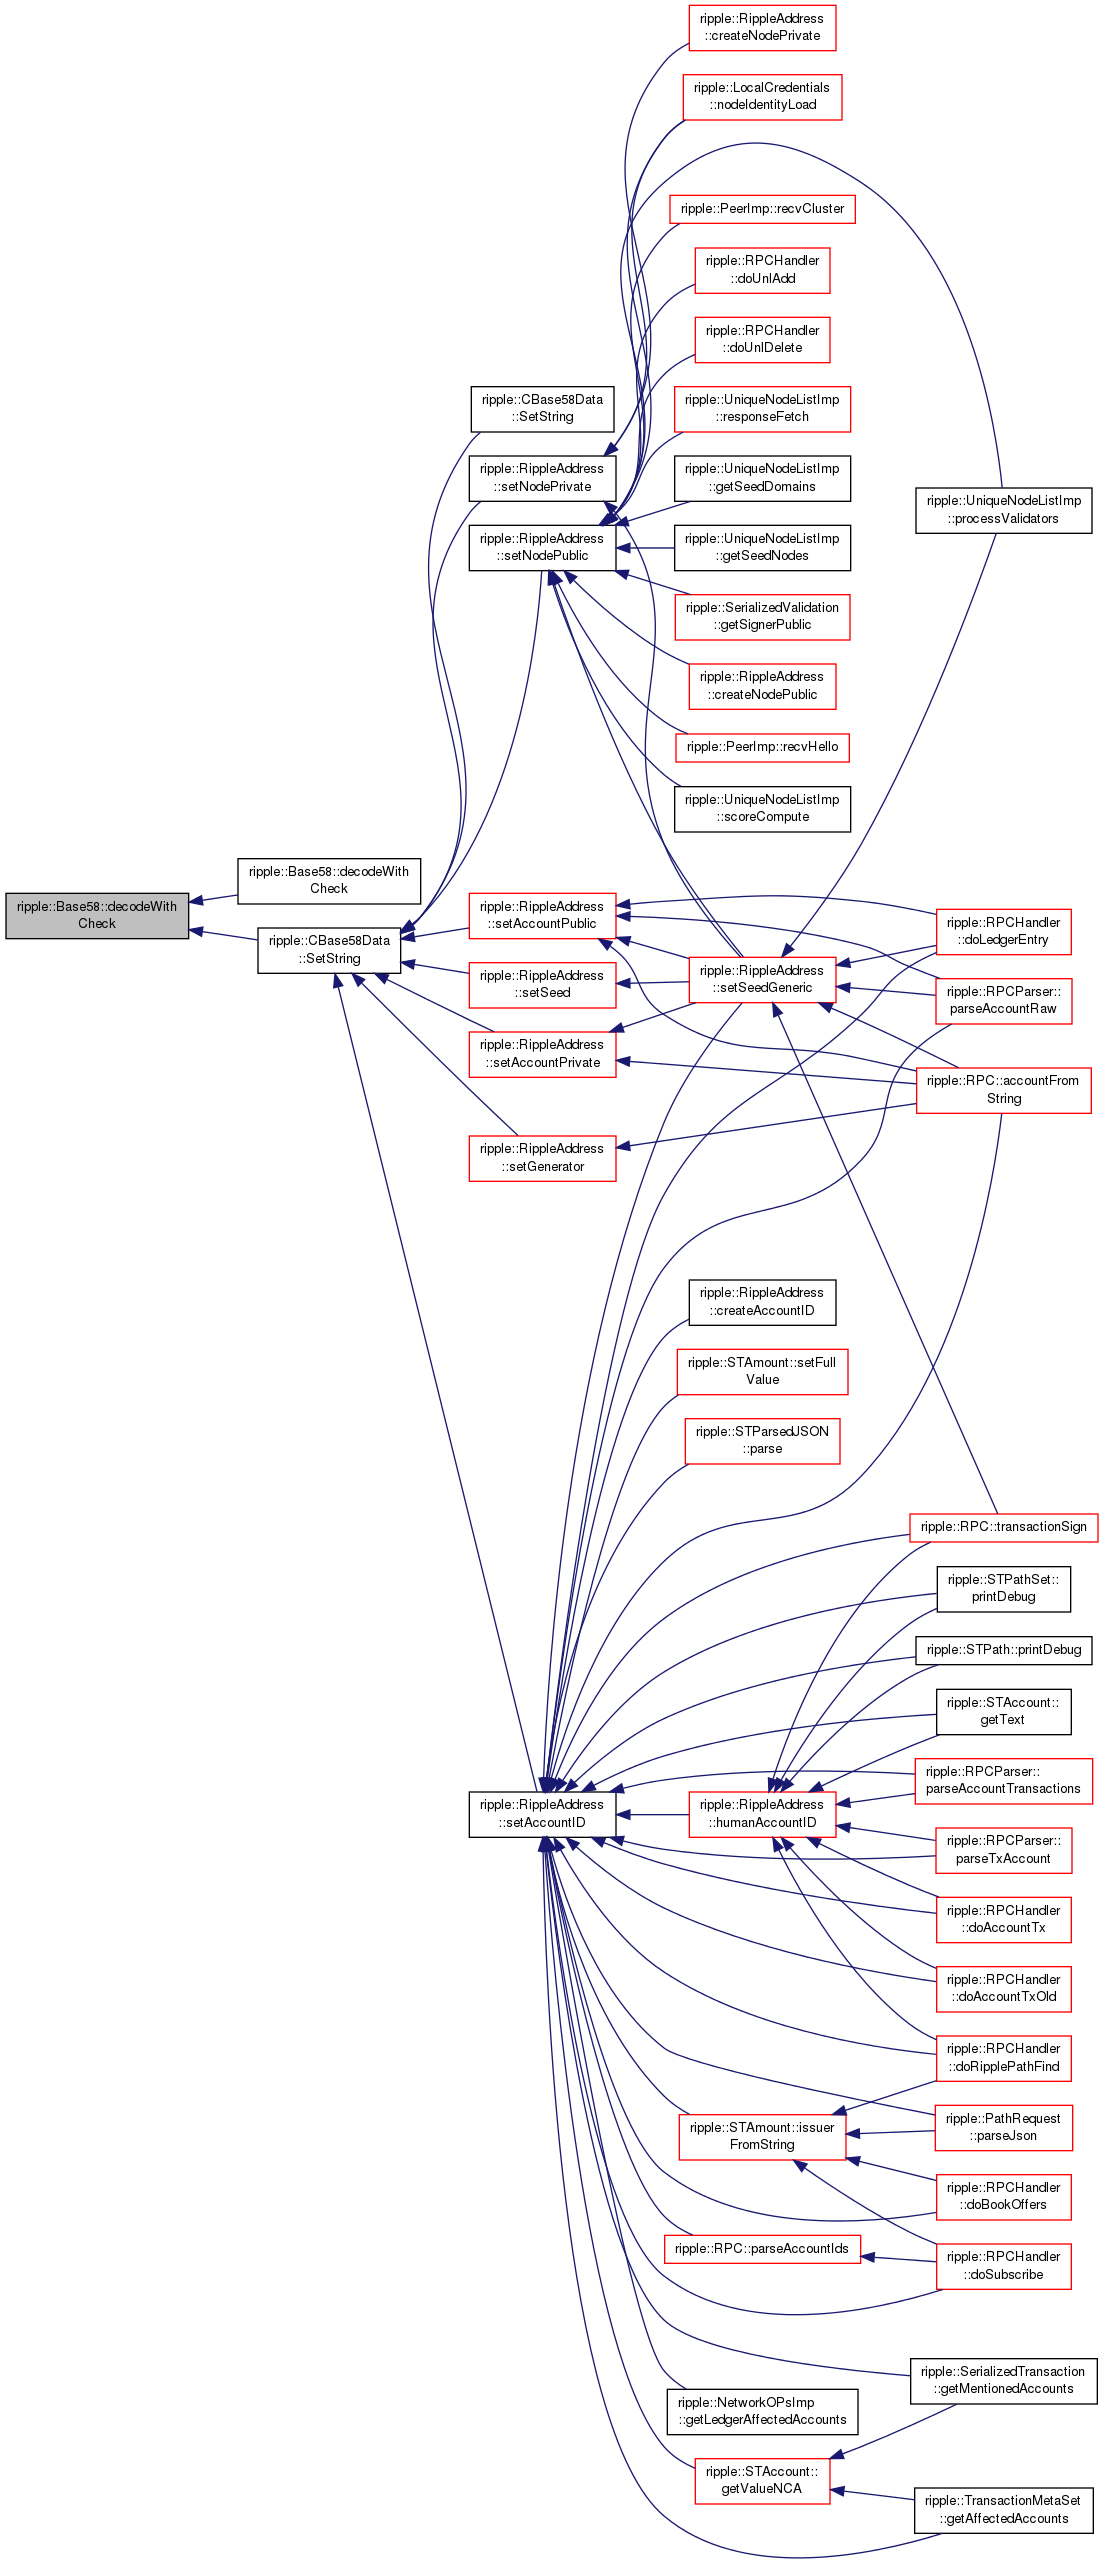 ripple::RippleAddress
::createNodePrivate
ripple::LocalCredentials
::nodeIdentityLoad
ripple::PeerImp::recvCluster
ripple::RPCHandler
::doUnlAdd
ripple::RPCHandler
::doUnlDelete
ripple::CBase58Data
::SetString
ripple::UniqueNodeListImp
::responseFetch
ripple::RippleAddress
::setNodePrivate
ripple::UniqueNodeListImp
::getSeedDomains
ripple::UniqueNodeListImp
::processValidators
ripple::RippleAddress
::setNodePublic
ripple::UniqueNodeListImp
::getSeedNodes
ripple::SerializedValidation
::getSignerPublic
ripple::RippleAddress
::createNodePublic
ripple::PeerImp::recvHello
ripple::UniqueNodeListImp
::scoreCompute
ripple::Base58::decodeWith
Check
ripple::Base58::decodeWith
Check
ripple::CBase58Data
::SetString
ripple::RippleAddress
::setAccountPublic
ripple::RPCHandler
::doLedgerEntry
ripple::RippleAddress
::setSeed
ripple::RippleAddress
::setSeedGeneric
ripple::RPCParser::
parseAccountRaw
ripple::RippleAddress
::setAccountPrivate
ripple::RPC::accountFrom
String
ripple::RippleAddress
::setGenerator
ripple::RippleAddress
::createAccountID
ripple::STAmount::setFull
Value
ripple::STParsedJSON
::parse
ripple::RPC::transactionSign
ripple::STPathSet::
printDebug
ripple::STPath::printDebug
ripple::STAccount::
getText
ripple::RPCParser::
parseAccountTransactions
ripple::RippleAddress
::setAccountID
ripple::RippleAddress
::humanAccountID
ripple::RPCParser::
parseTxAccount
ripple::RPCHandler
::doAccountTx
ripple::RPCHandler
::doAccountTxOld
ripple::RPCHandler
::doRipplePathFind
ripple::STAmount::issuer
FromString
ripple::PathRequest
::parseJson
ripple::RPCHandler
::doBookOffers
ripple::RPC::parseAccountIds
ripple::RPCHandler
::doSubscribe
ripple::SerializedTransaction
::getMentionedAccounts
ripple::NetworkOPsImp
::getLedgerAffectedAccounts
ripple::STAccount::
getValueNCA
ripple::TransactionMetaSet
::getAffectedAccounts